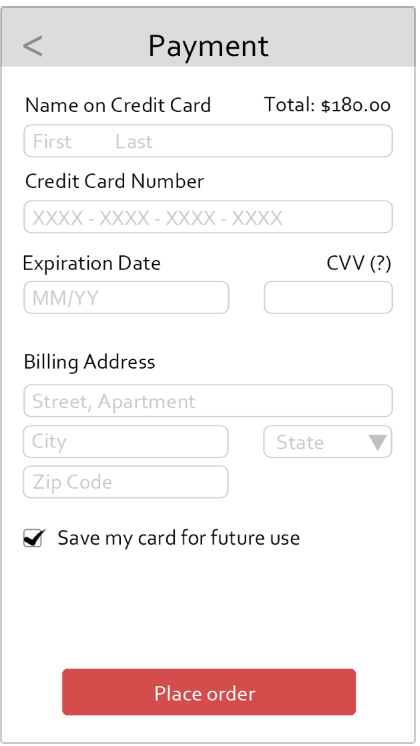 < Payment
Name on Credit Card Total: $180.00
First Last
Credit Card Number
XXXX - XXXX - XXXX - XXXX
Expiration Date CVV (?)
MM/YY
Billing Address
Street, Apartment
City State
Zip Code
Save my card for future use
Place order